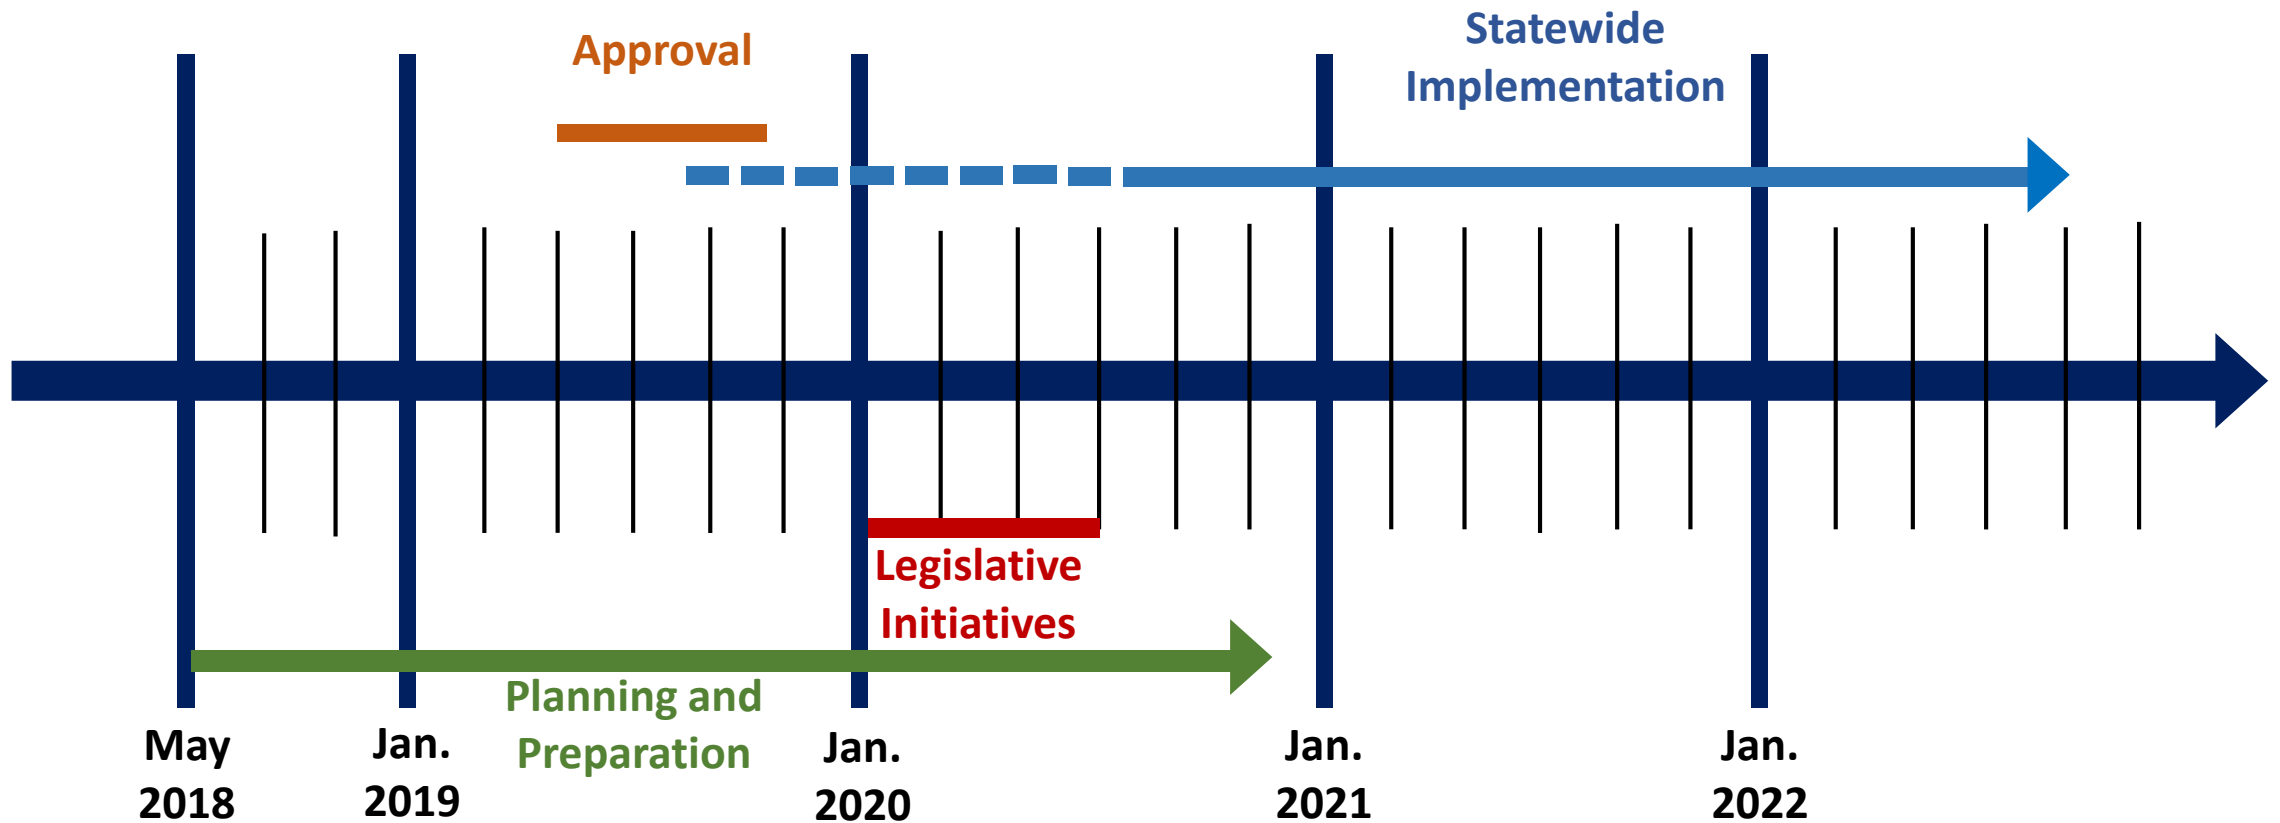 Approval
Statewide
Implementation
Legislative
Initiatives
Planning and
Preparation
May
2018
Jan.
2019
Jan.
2020
Jan.
2021
Jan.
2022